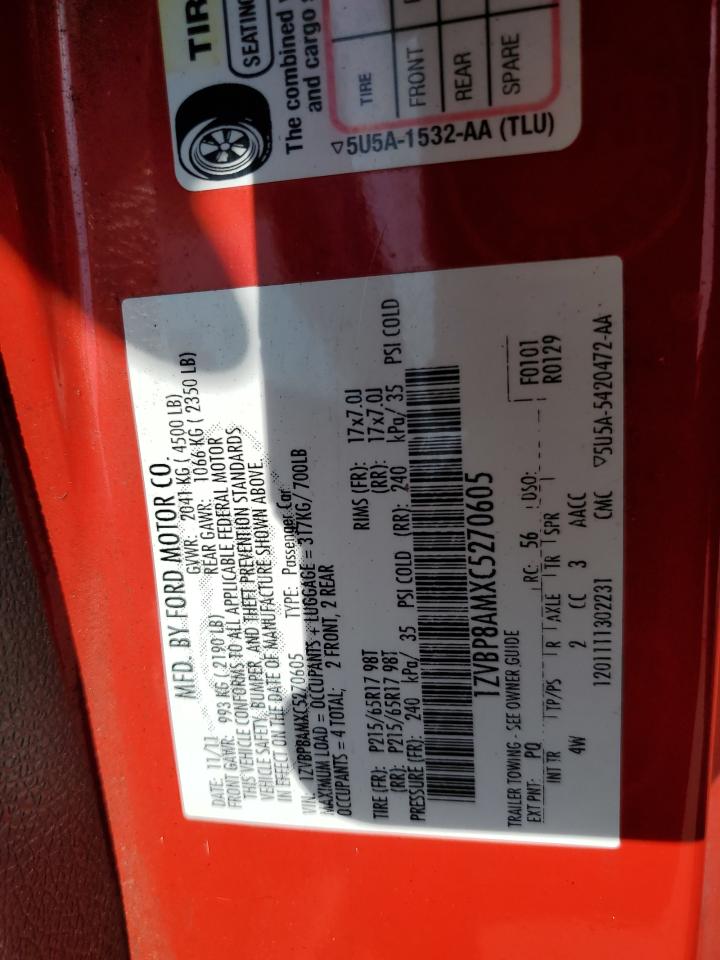 TIR
SEATING
The combined
and cargo
TIRE
FRONT
REAR
SPARE
▽5U5A-1532-AA (TLU)
MFD. BY FORD MOTOR CO.
DATE: 11/11 GVWR: 2041 KG ( 4500 LB)
FRONT GAWR: 993 KG ( 2190 LB) REAR GAWR: 1066 KG ( 2350 LB)
THIS VEHICLE CONFORMS TO ALL APPLICABLE FEDERAL MOTOR
VEHICLE SAFETY, BUMPER, AND THEFT PREVENTION STANDARDS
IN EFFECT ON THE DATE OF MANUFACTURE SHOWN ABOVE
VIN: 1ZVBP8AMXC5270605 TYPE: Passenger Car
MAXIMUM LOAD = OCCUPANTS + LUGGAGE = 317KG/ 700LB
OCCUPANTS = 4 TOTAL; 2 FRONT, 2 REAR
TIRE (FR): P215/65R17 98T RIMS (FR): 17x7.0J
(RR): P215/65R17 98T (RR): 17x7.0J
PRESSURE (FR): 240 kPa/ 35 PSI COLD (RR): 240 kPa/ 35 PSI COLD
1ZVBP8AMXC5270605
TRAILER TOWING - SEE OWNER GUIDE F0101
EXT PNT: PQ RC: 56 DSO: R0129
INT TR TP/PS R AXLE TR SPR
4W 2 CC 3 AACC
1201111302231 CMC ▽5U5A-5420472-AA